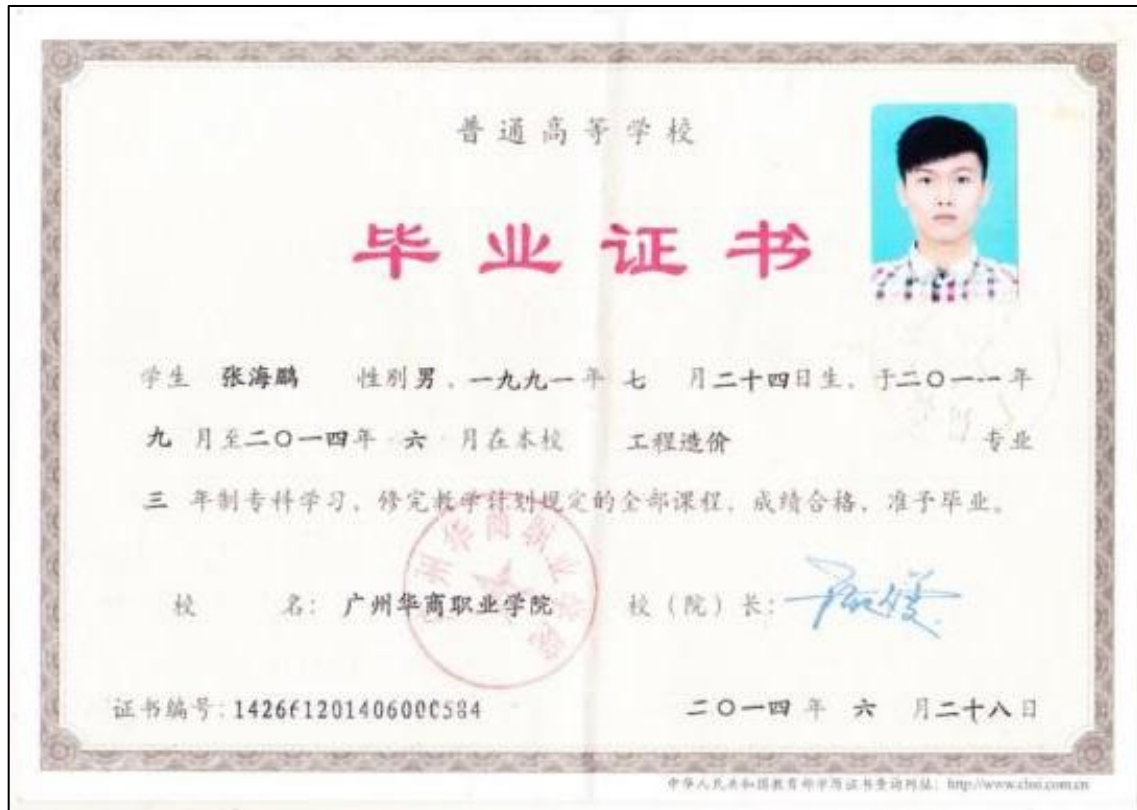 普通高等学校
毕业证书
学生 张海鹏 性别 男，一九九一年 七 月二十四日生，于二〇一一年
九 月至二〇一四年 六 月在本校 工程造价 专业
三 年制专科学习，修完教学计划规定的全部课程，成绩合格，准予毕业。
校 名：广州华商职业学院 校（院）长：
证书编号：142661201406000584 二〇一四 年 六 月二十八日
中华人民共和国教育部学历证书查询网址：http://www.chsi.com.cn